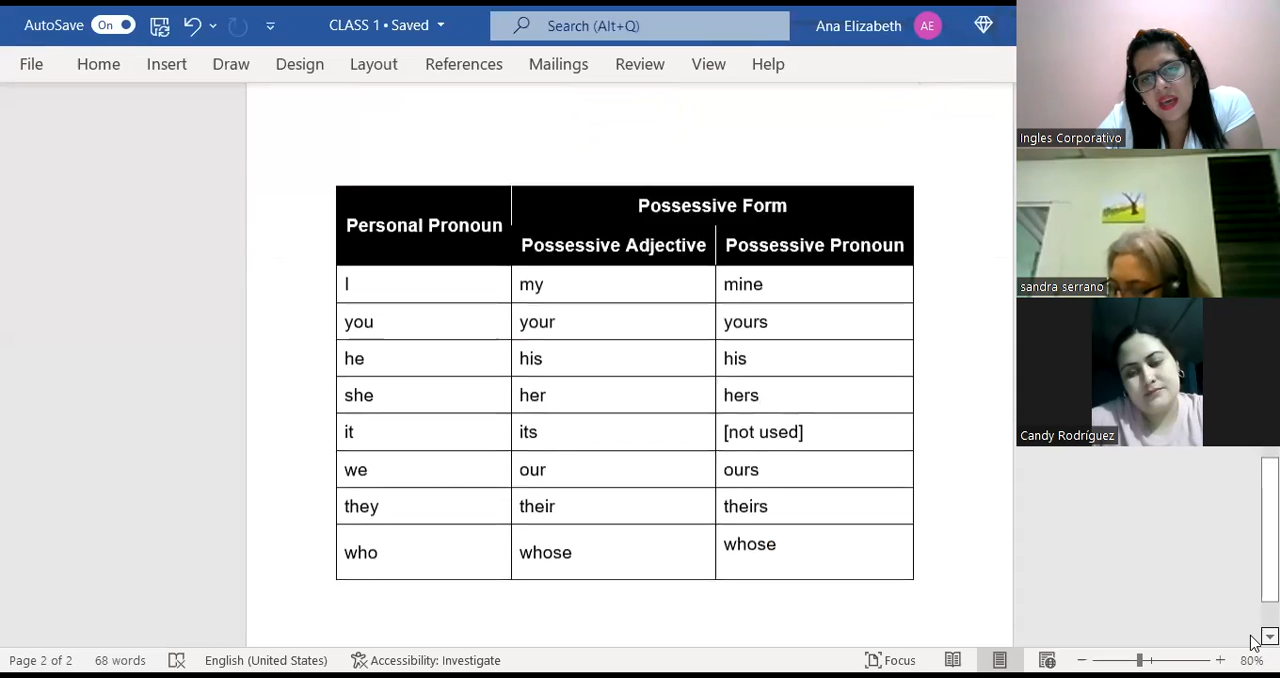 AutoSave On CLASS 1 • Saved Search (Alt+Q) Ana Elizabeth AE
File Home Insert Draw Design Layout References Mailings Review View Help
Ingles Corporativo
sandra serrano
Candy Rodríguez
Personal Pronoun Possessive Form
Possessive Adjective Possessive Pronoun
I my mine
you your yours
he his his
she her hers
it its [not used]
we our ours
they their theirs
who whose whose
Page 2 of 2 68 words English (United States) Accessibility: Investigate Focus 80%